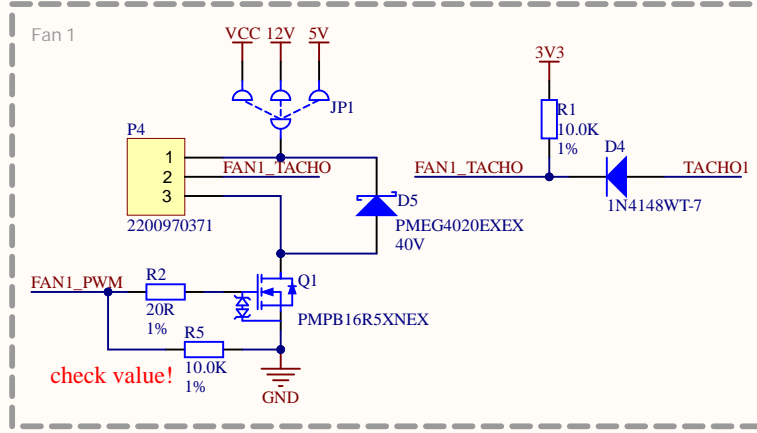 Fan 1
VCC 12V 5V
JP1
3V3
P4
1
2
3
2200970371
FAN1_TACHO
R1
10.0K
1%
FAN1_TACHO
D4
TACHO1
1N4148WT-7
D5
PMEG4020EXEX
40V
FAN1_PWM
R2
20R
1%
Q1
PMPB16R5XNEX
R5
10.0K
1%
check value!
GND